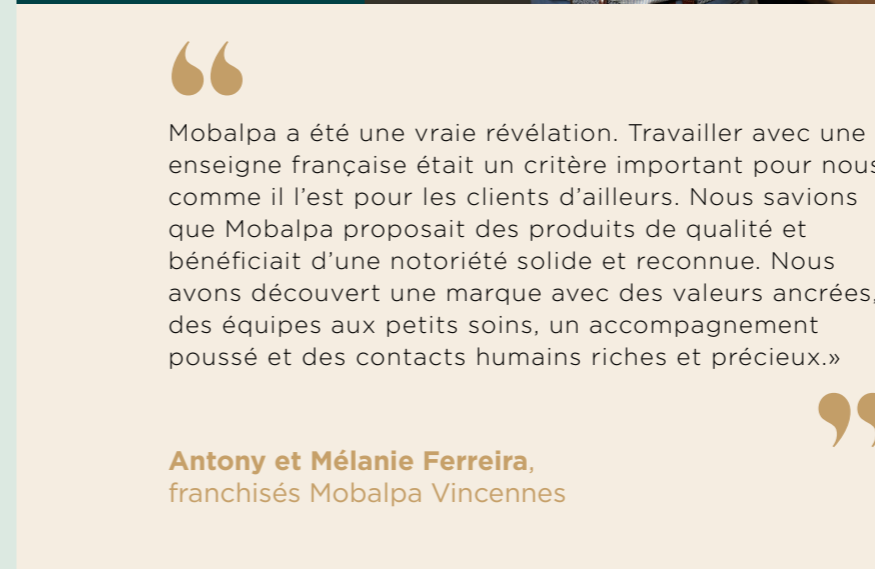 “
Mobalpa a été une vraie révélation. Travailler avec une
enseigne française était un critère important pour nous
comme il l’est pour les clients d’ailleurs. Nous savions
que Mobalpa proposait des produits de qualité et
bénéficiait d’une notoriété solide et reconnue. Nous
avons découvert une marque avec des valeurs ancrées,
des équipes aux petits soins, un accompagnement
poussé et des contacts humains riches et précieux.»
”
Antony et Mélanie Ferreira,
franchisés Mobalpa Vincennes